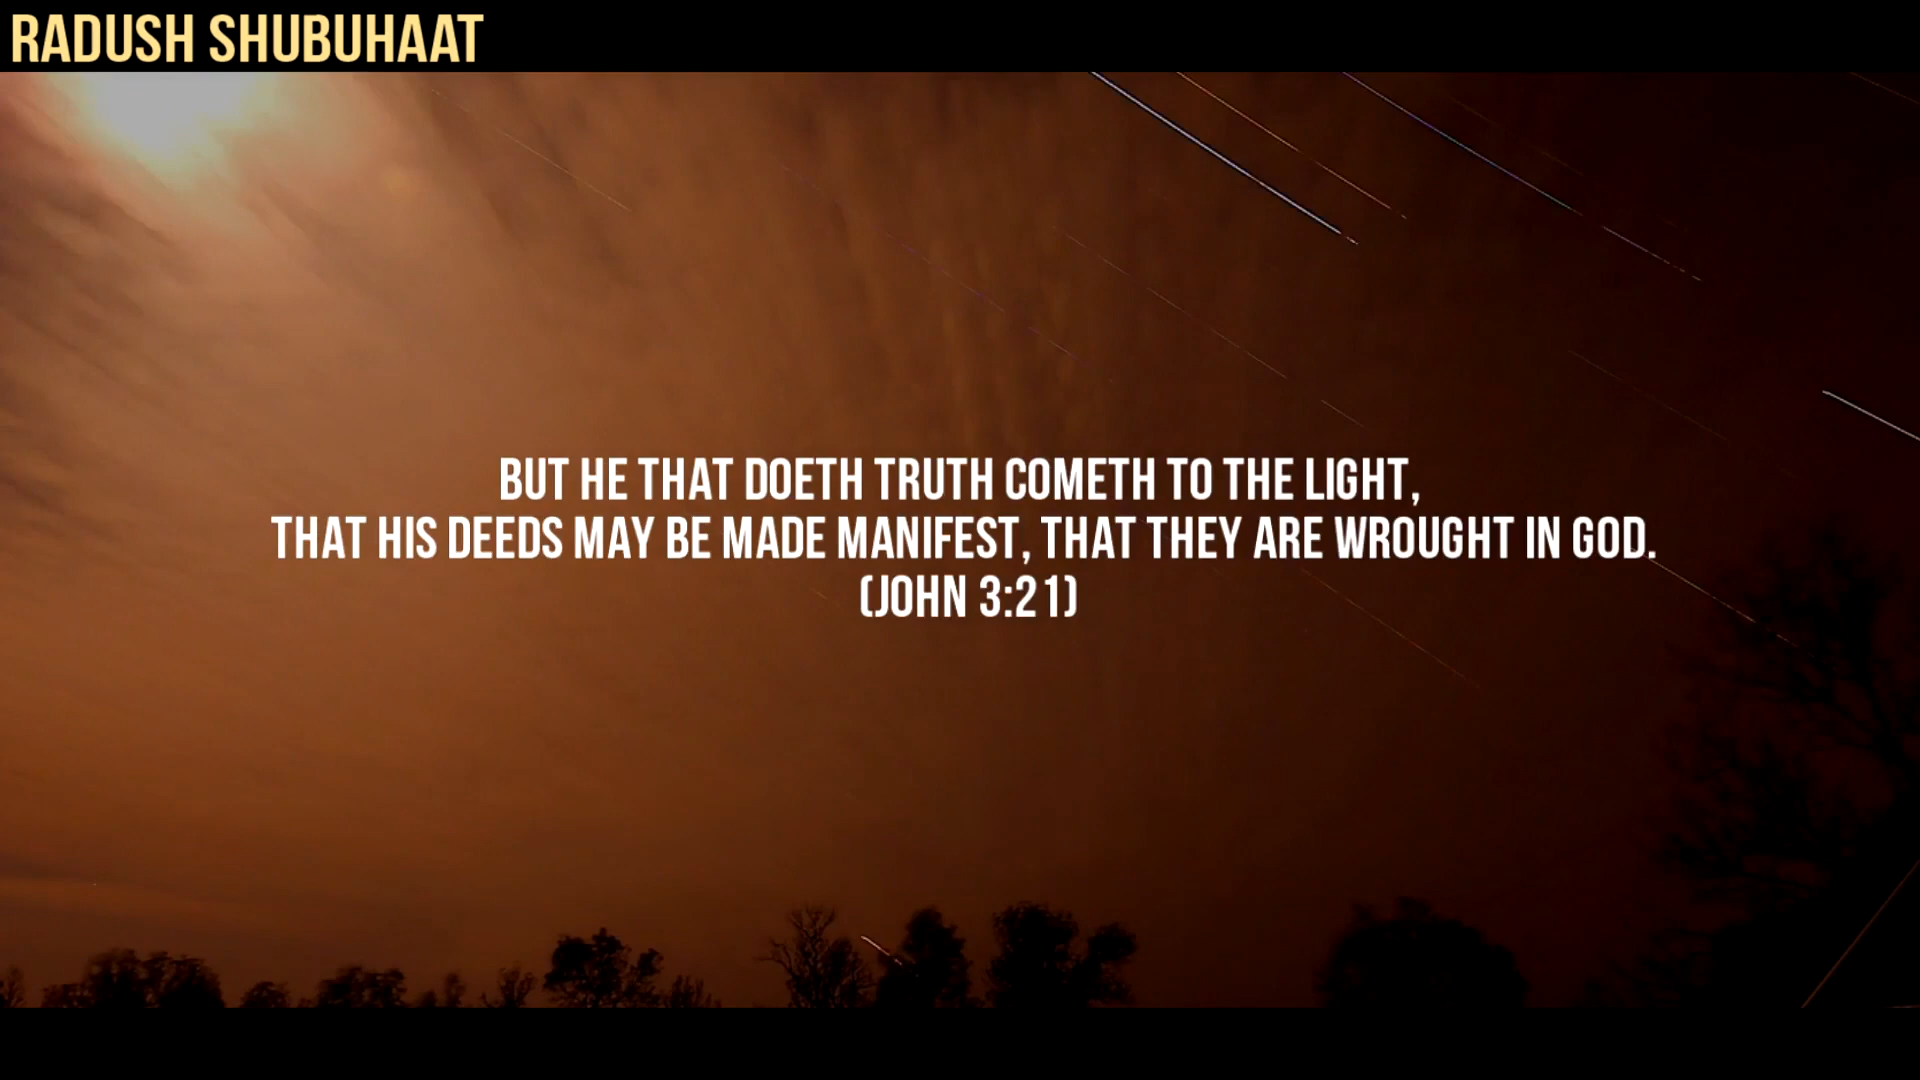 RADUSH SHUBUHAAT
BUT HE THAT DOETH TRUTH COMETH TO THE LIGHT,
THAT HIS DEEDS MAY BE MADE MANIFEST, THAT THEY ARE WROUGHT IN GOD.
(JOHN 3:21)